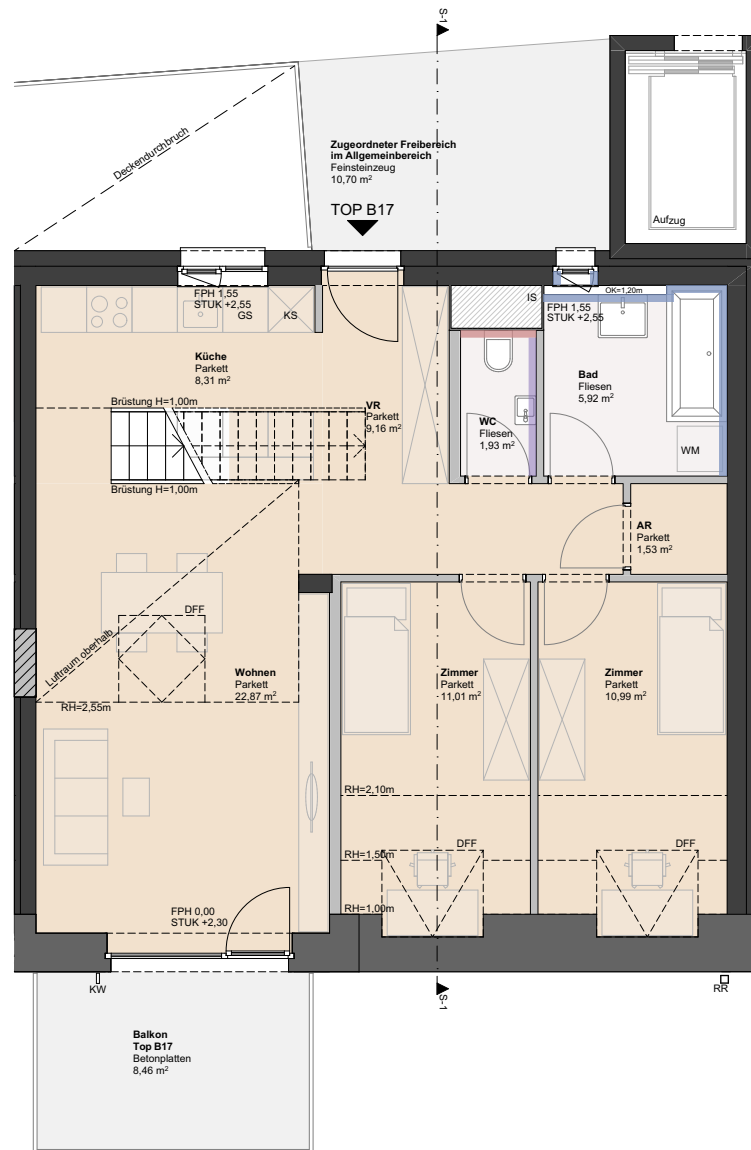 S-1
Deckendurchbruch
Zugeordneter Freibereich
im Allgemeinbereich
Feinsteinzeug
10,70 m²
TOP B17
Aufzug
FPH 1,55
STUK +2,55
GS
KS
IS
OK=1,20m
FPH 1,55
STUK +2,55
Küche
Parkett
8,31 m²
Bad
Fliesen
5,92 m²
Brüstung H=1,00m
VR
Parkett
9,16 m²
WC
Fliesen
1,93 m²
WM
Brüstung H=1,00m
AR
Parkett
1,53 m²
DFF
Luftraum oberhalb
Wohnen
Parkett
22,87 m²
Zimmer
Parkett
11,01 m²
Zimmer
Parkett
10,99 m²
RH=2,55m
RH=2,10m
DFF
DFF
RH=1,50m
RH=1,00m
FPH 0,00
STUK +2,30
KW
S-1
RR
Balkon
Top B17
Betonplatten
8,46 m²